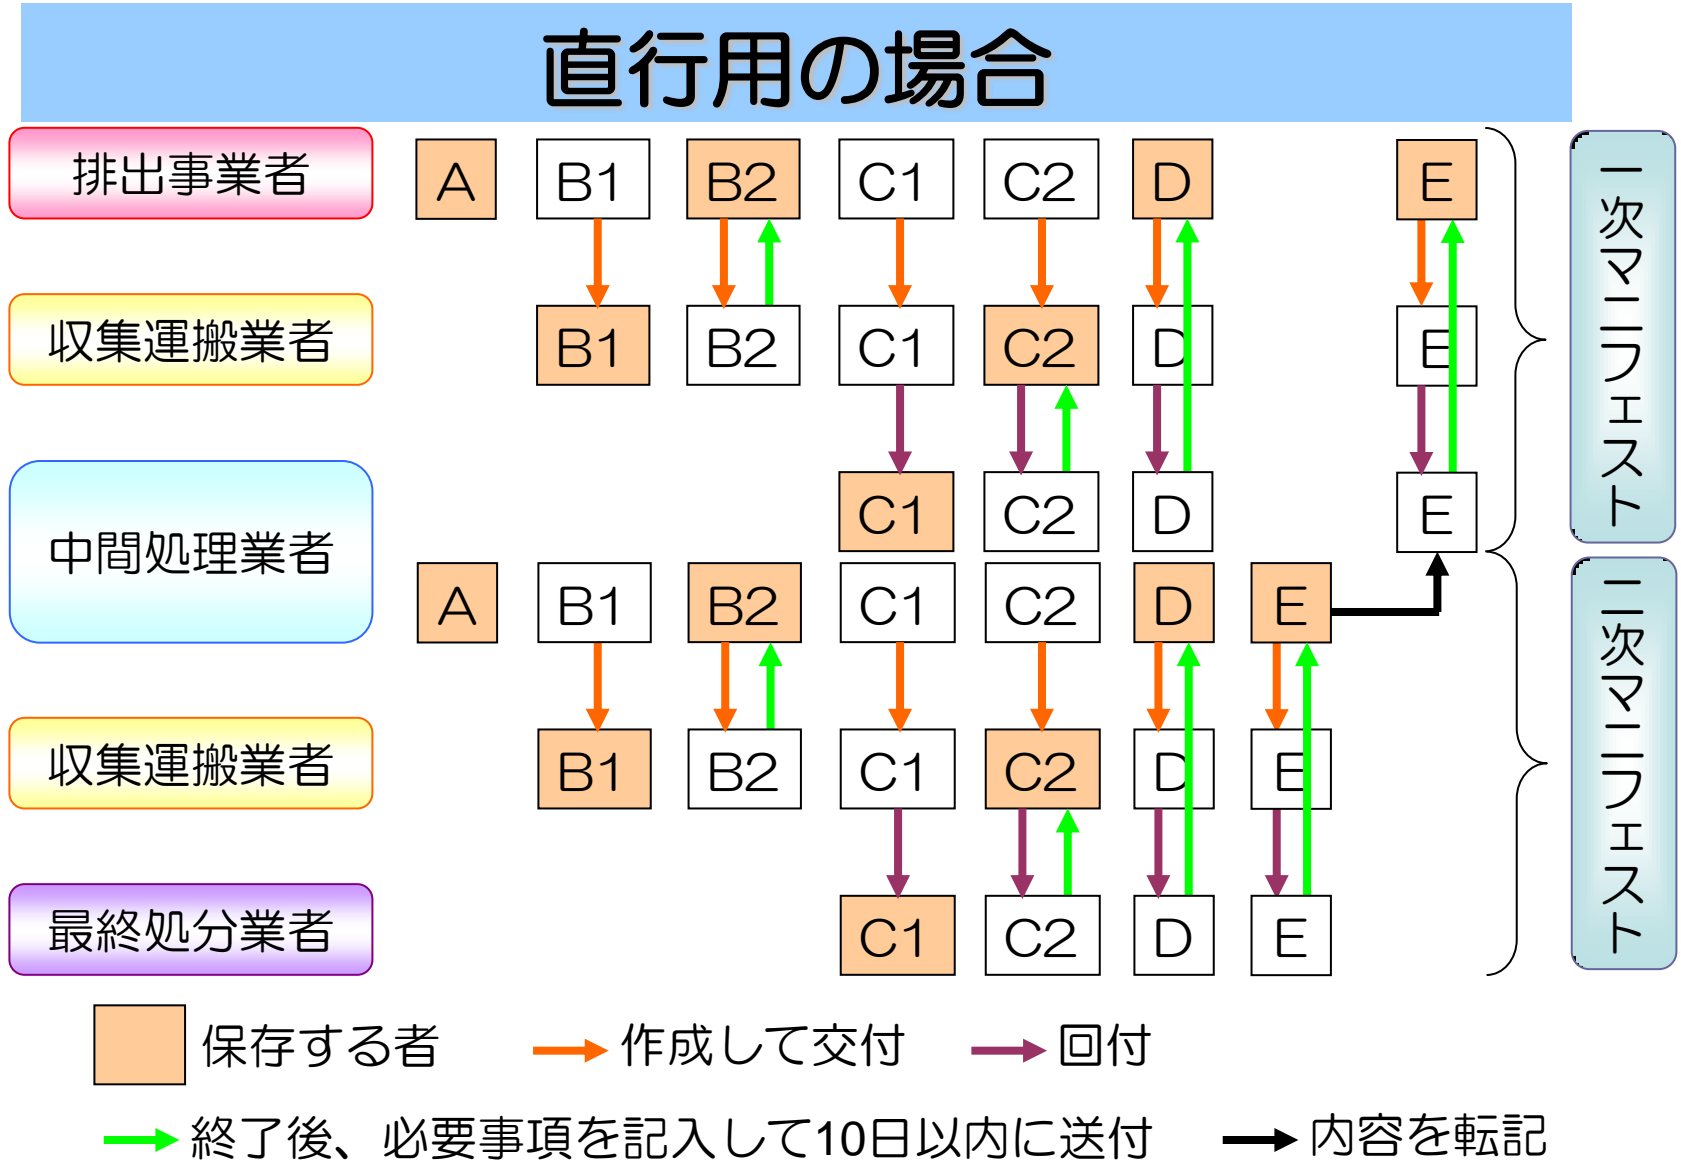 直行用の場合
排出事業者 A B1 B2 C1 C2 D E
収集運搬業者 B1 B2 C1 C2 D E
中間処理業者
C1 C2 D E
A B1 B2 C1 C2 D E
収集運搬業者 B1 B2 C1 C2 D E
最終処分業者 C1 C2 D E
一次マニフェスト
二次マニフェスト
保存する者 作成して交付 回付
終了後、必要事項を記入して10日以内に送付 内容を転記